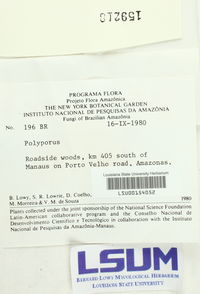 159216
PROGRAMA FLORA
Projeto Flora Amazônica
THE NEW YORK BOTANICAL GARDEN
INSTITUTO NACIONAL DE PESQUISAS DA AMAZÔNIA
Fungi of Brazilian Amazônia
No. 196 BR 16-IX-1980
Polyporus
Roadside woods, km 405 south of
Manaus on Porto Velho road, Amazonas.
Louisiana State University Herbarium
LSU00154052
B. Lowy, S. R. Lowrie, D. Coelho,
M. Morreira & V. M. de Souza 1980
Plants collected under the joint sponsorship of the National Science Foundation
Latin-American collaborative program and the Conselho Nacional de
Desenvolvimento Científico e Tecnológico in collaboration with the Instituto
Nacional de Pesquisas da Amazônia-Manaus.
LSUM
BERNARD LOWY MYCOLOGICAL HERBARIUM
LOUISIANA STATE UNIVERSITY